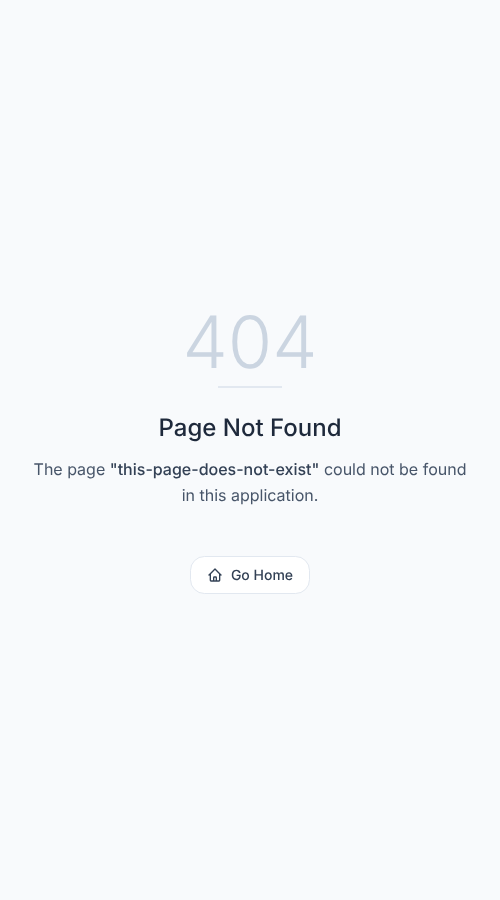 404
Page Not Found
The page "this-page-does-not-exist" could not be found
in this application.
Go Home